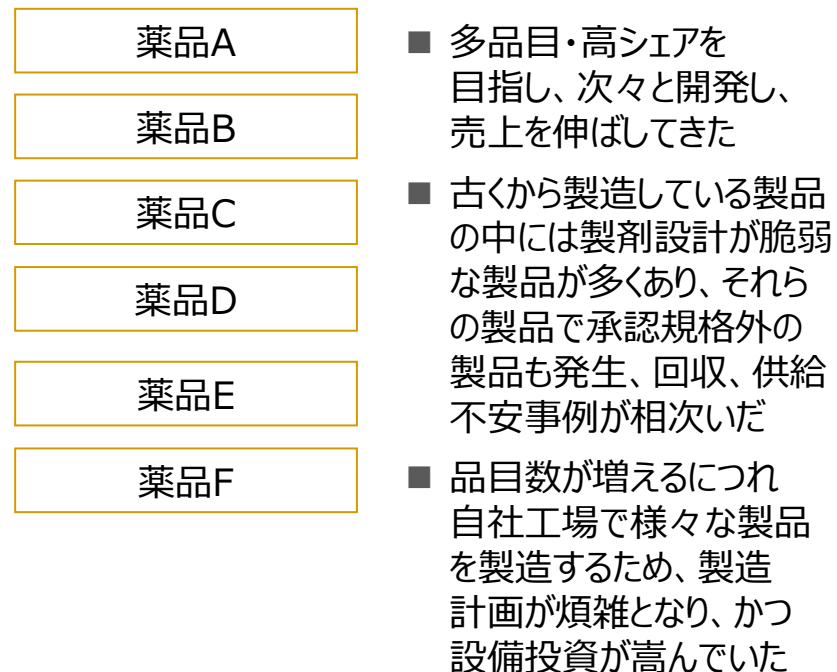 薬品A
薬品B
薬品C
薬品D
薬品E
薬品F
■ 多品目・高シェアを
目指し、次々と開発し、
売上を伸ばしてきた
■ 古くから製造している製品
の中には製剤設計が脆弱
な製品が多くあり、それら
の製品で承認規格外の
製品も発生、回収、供給
不安事例が相次いだ
■ 品目数が増えるにつれ
自社工場で様々な製品
を製造するため、製造
計画が煩雑となり、かつ
設備投資が嵩んでいた